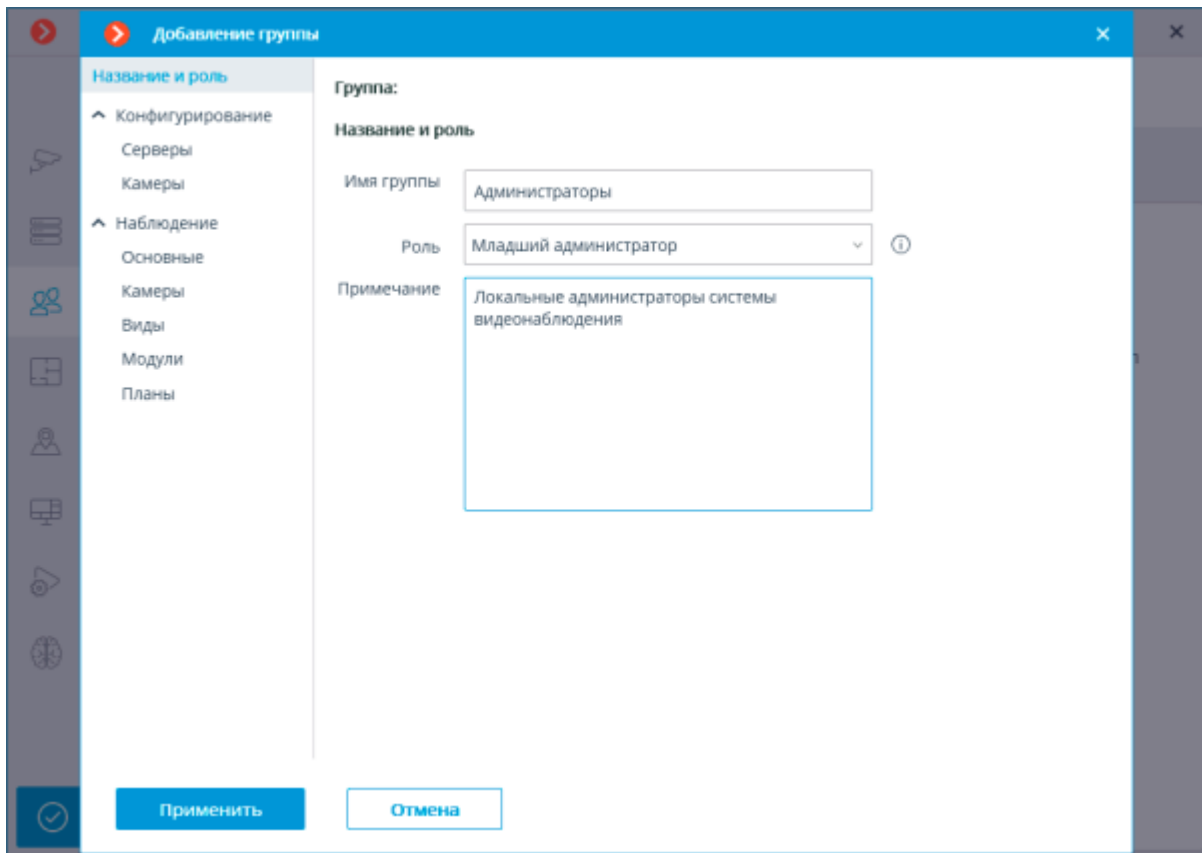 Добавление группы
Название и роль
Конфигурирование
Серверы
Камеры
Наблюдение
Основные
Камеры
Виды
Модули
Планы
Группа:
Название и роль
Имя группы
Администраторы
Роль
Младший администратор
Примечание
Локальные администраторы системы
видеонаблюдения
Применить
Отмена